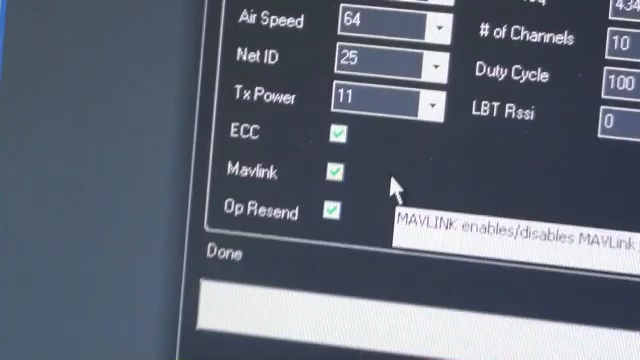 434
Air Speed 64 # of Channels 10
Net ID 25 Duty Cycle 100
Tx Power 11 LBT Rssi 0
ECC
Mavlink
Op Resend
MAVLINK enables/disables MAVLink
Done